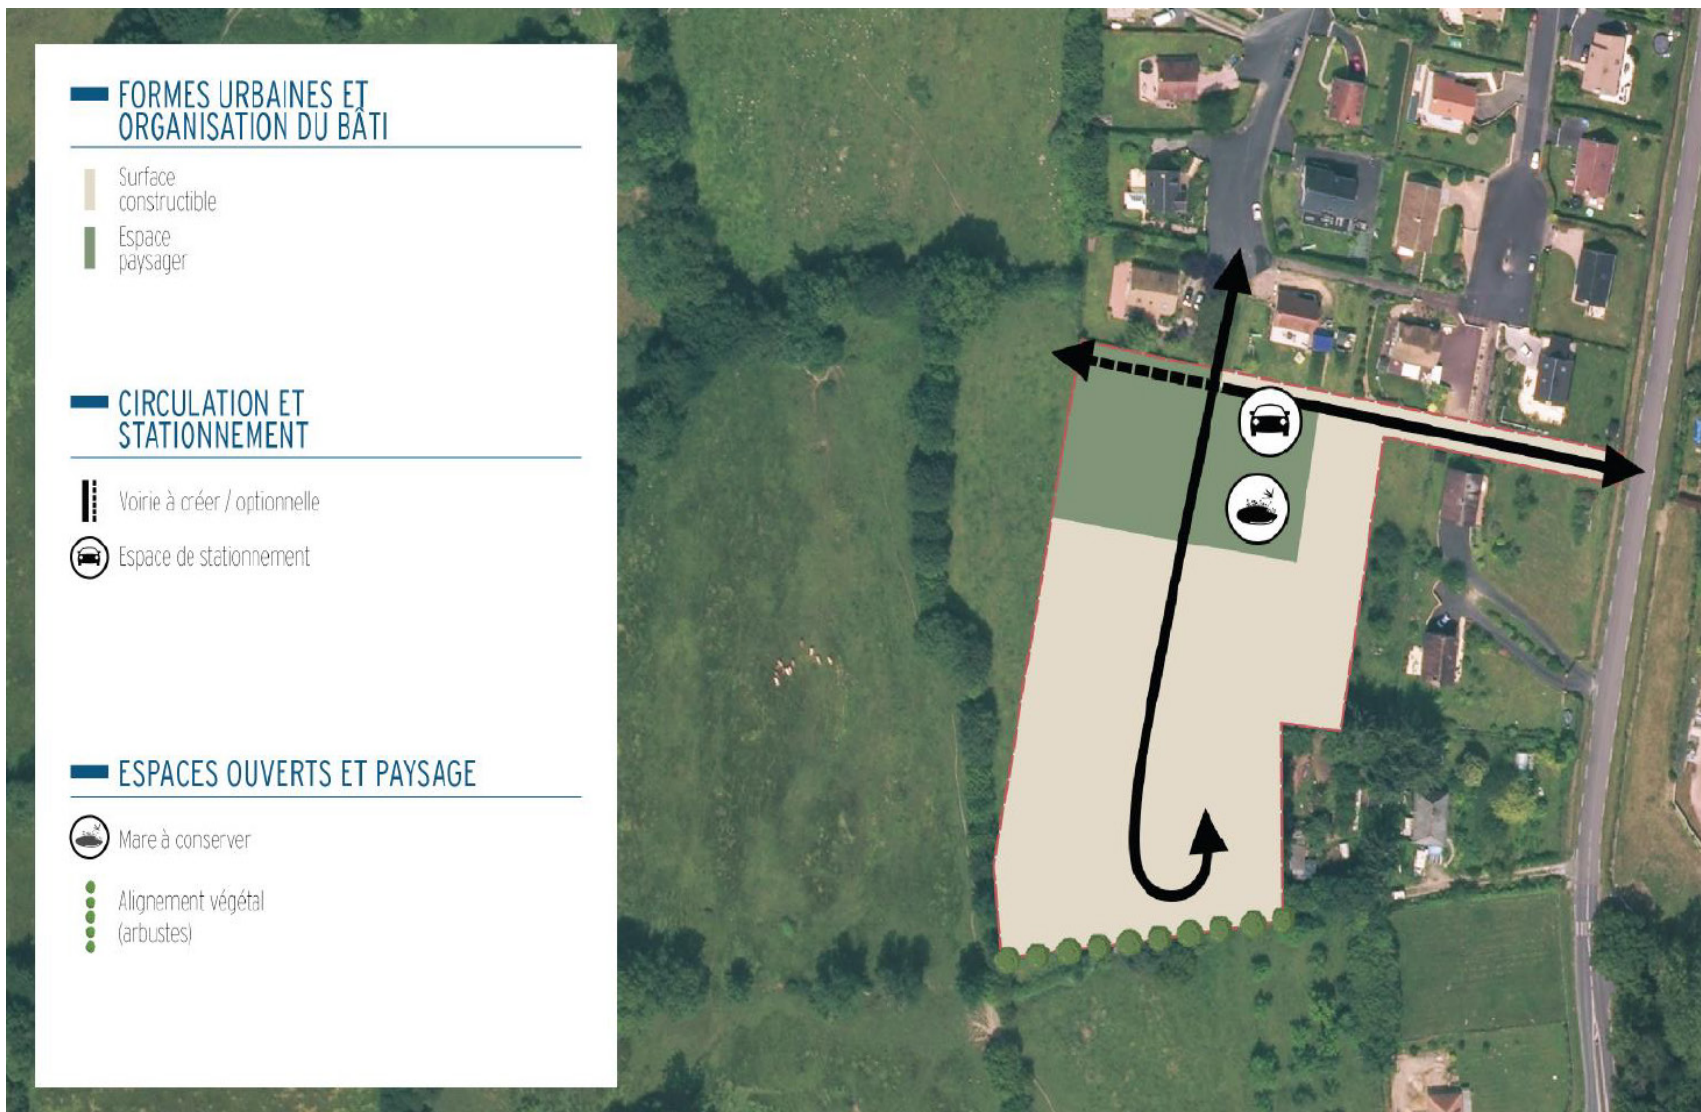 FORMES URBAINES ET
ORGANISATION DU BÂTI
Surface
constructible
Espace
paysager
CIRCULATION ET
STATIONNEMENT
Voirie à créer / optionnelle
Espace de stationnement
ESPACES OUVERTS ET PAYSAGE
Mare à conserver
Alignement végétal
(arbustes)